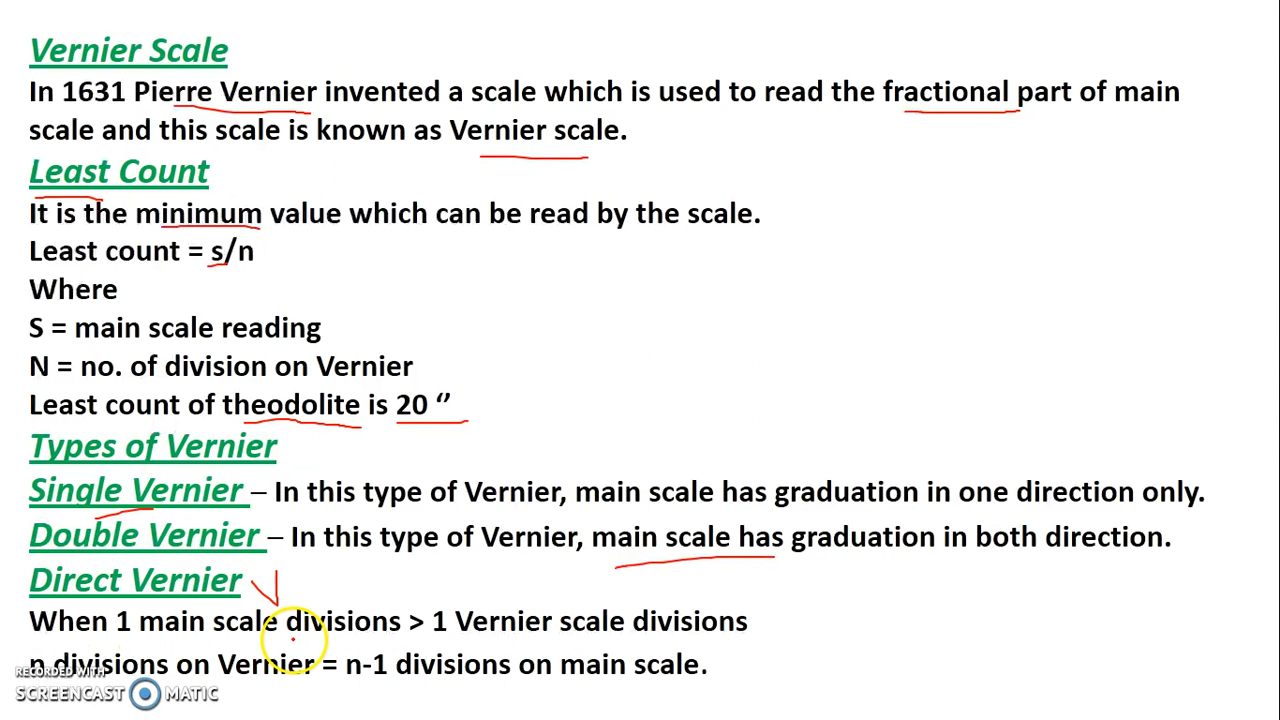 Vernier Scale
In 1631 Pierre Vernier invented a scale which is used to read the fractional part of main
scale and this scale is known as Vernier scale.
Least Count
It is the minimum value which can be read by the scale.
Least count = s/n
Where
S = main scale reading
N = no. of division on Vernier
Least count of theodolite is 20 ‘’
Types of Vernier
Single Vernier – In this type of Vernier, main scale has graduation in one direction only.
Double Vernier – In this type of Vernier, main scale has graduation in both direction.
Direct Vernier
When 1 main scale divisions > 1 Vernier scale divisions
n divisions on Vernier = n-1 divisions on main scale.
RECORDED WITH
SCREENCAST MATIC